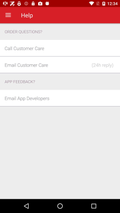 12:34
Help
ORDER QUESTIONS?
Call Customer Care
Email Customer Care
APP FEEDBACK?
Email App Developers